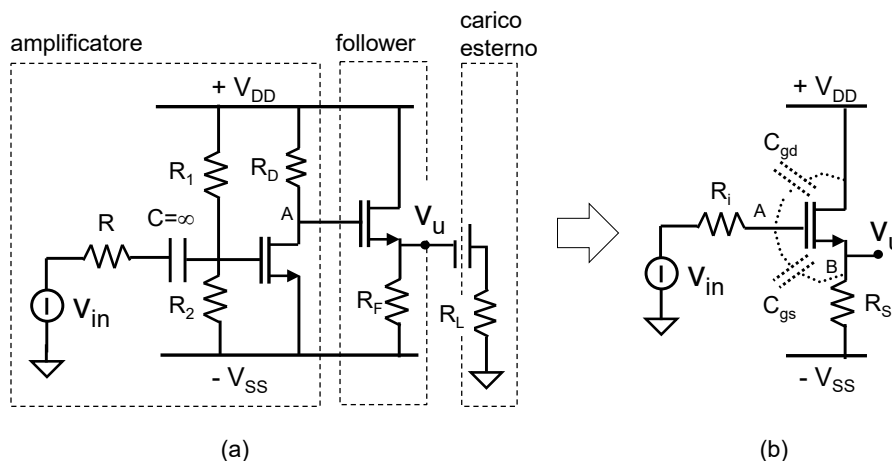 amplificatore
follower
carico
esterno
+ V_DD
R_1
R_D
A
R
C=∞
V_u
R_2
V_in
R_F
R_L
- V_SS
(a)
+ V_DD
C_gd
R_i
A
V_u
B
V_in
C_gs
R_S
- V_SS
(b)